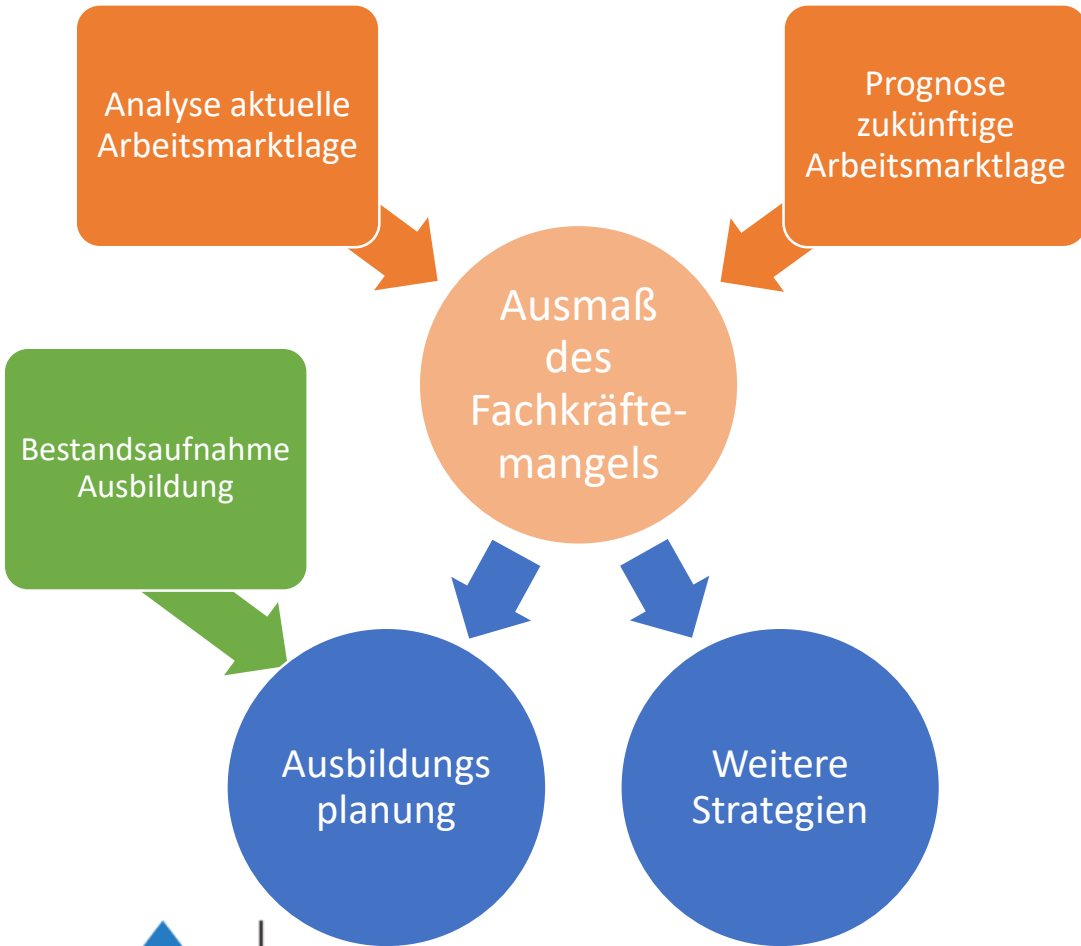 Analyse aktuelle
Arbeitsmarktlage
Prognose
zukünftige
Arbeitsmarktlage
Ausmaß
des
Fachkräfte-
mangels
Bestandsaufnahme
Ausbildung
Ausbildungs
planung
Weitere
Strategien